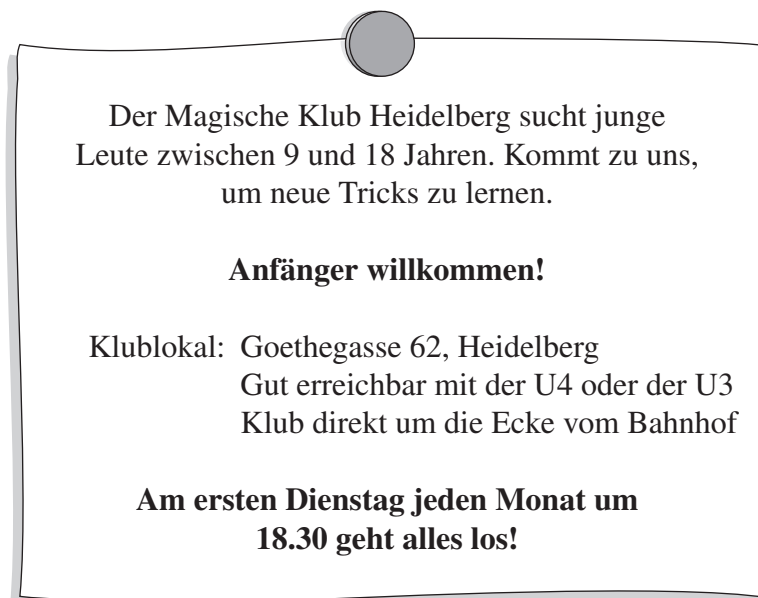 Der Magische Klub Heidelberg sucht junge
Leute zwischen 9 und 18 Jahren. Kommt zu uns,
um neue Tricks zu lernen.
Anfänger willkommen!
Klublokal: Goethegasse 62, Heidelberg
Gut erreichbar mit der U4 oder der U3
Klub direkt um die Ecke vom Bahnhof
Am ersten Dienstag jeden Monat um
18.30 geht alles los!